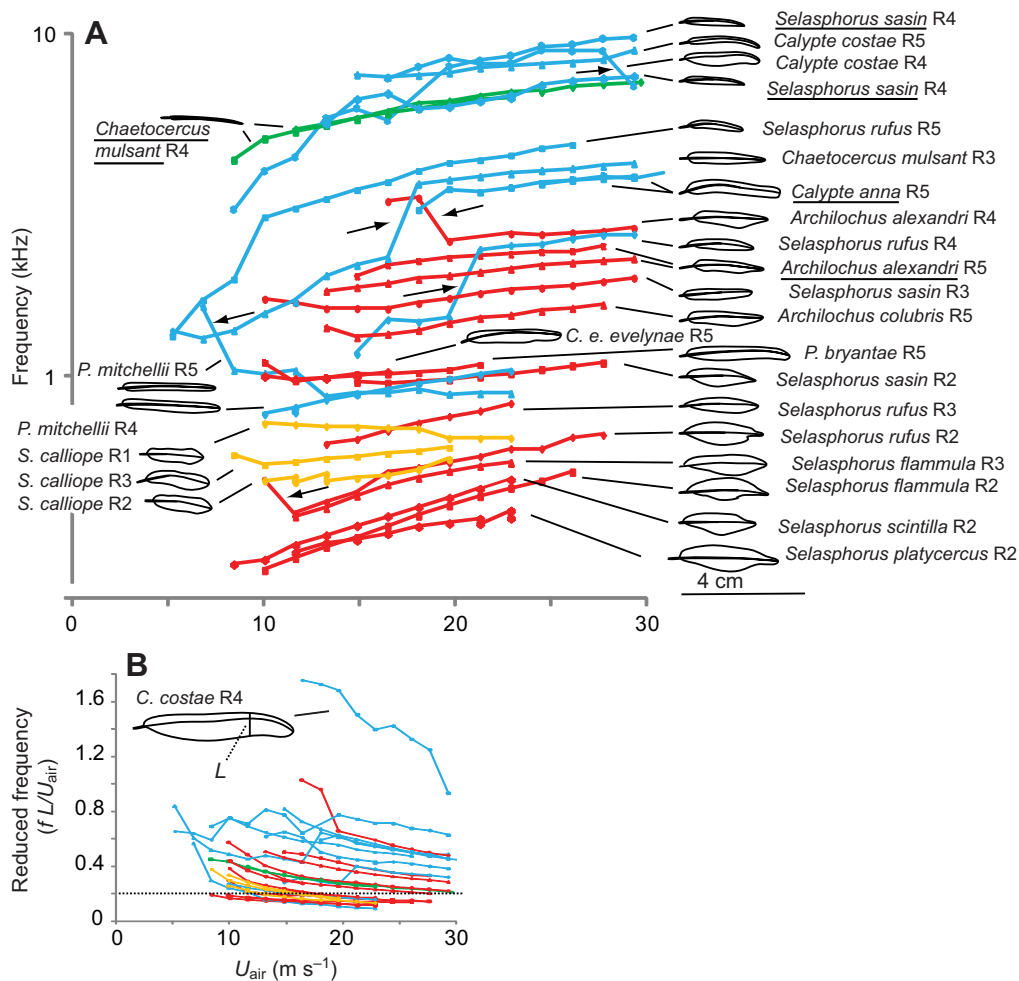 A
10
Frequency (kHz)
1
0
10
20
30
Chaetocercus
mulsant R4
P. mitchellii R5
P. mitchellii R4
S. calliope R1
S. calliope R3
S. calliope R2
C. e. evelynae R5
Selasphorus sasin R4
Calypte costae R5
Calypte costae R4
Selasphorus sasin R4
Selasphorus rufus R5
Chaetocercus mulsant R3
Calypte anna R5
Archilochus alexandri R4
Selasphorus rufus R4
Archilochus alexandri R5
Selasphorus sasin R3
Archilochus colubris R5
P. bryantae R5
Selasphorus sasin R2
Selasphorus rufus R3
Selasphorus rufus R2
Selasphorus flammula R3
Selasphorus flammula R2
Selasphorus scintilla R2
Selasphorus platycercus R2
4 cm
B
C. costae R4
L
Reduced frequency
(f L/Uair)
1.6
1.2
0.8
0.4
0
0
10
20
30
Uair (m s–1)